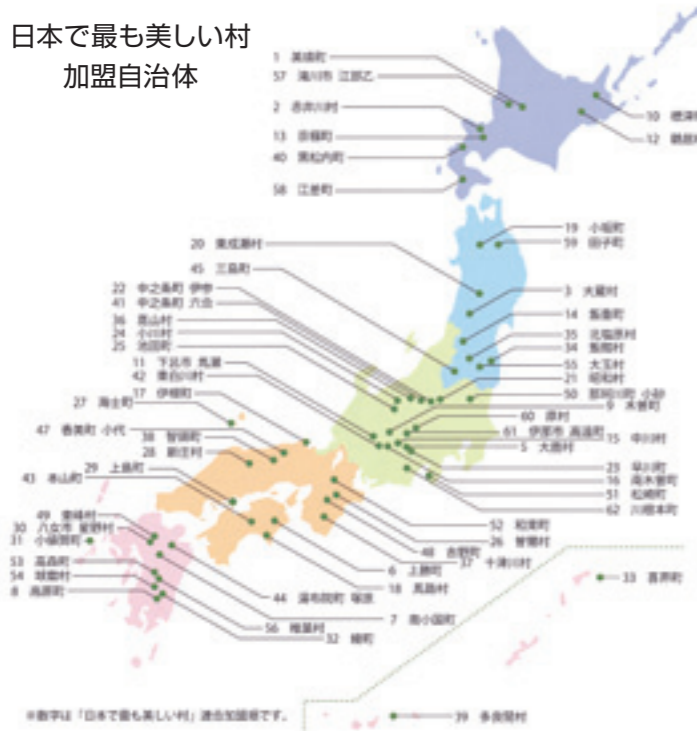 日本で最も美しい村
加盟自治体
1 美瑛町
57 滝川市 江部乙
2 赤井川村
13 京極町
40 黒松内町
58 江差町
10 標津町
12 鶴居村
19 小坂町
59 田子町
20 東成瀬村
45 三島町
3 大蔵村
14 飯豊町
35 北塩原村
34 飯舘村
55 大玉村
21 昭和村
50 那珂川町 小砂
9 木曽町
22 中之条町 伊参
41 中之条町 六合
36 高山村
24 小川村
25 池田町
11 下呂市 馬瀬
42 東白川村
17 伊根町
27 海士町
60 原村
61 伊那市 高遠町
15 中川村
5 大鹿村
23 早川町
16 南木曽町
51 松崎町
62 川根本町
47 香美町 小代
38 智頭町
28 新庄村
29 上島町
43 本山町
52 和束町
26 曽爾村
48 吉野町
37 十津川村
49 東峰村
30 八女市 星野村
31 小値賀町
53 高森町
54 球磨村
8 高原町
6 上勝町
18 馬路村
44 湯布院町 塚原
7 南小国町
56 椎葉村
32 綾町
33 喜界町
39 多良間村
※数字は「日本で最も美しい村」連合加盟順です。